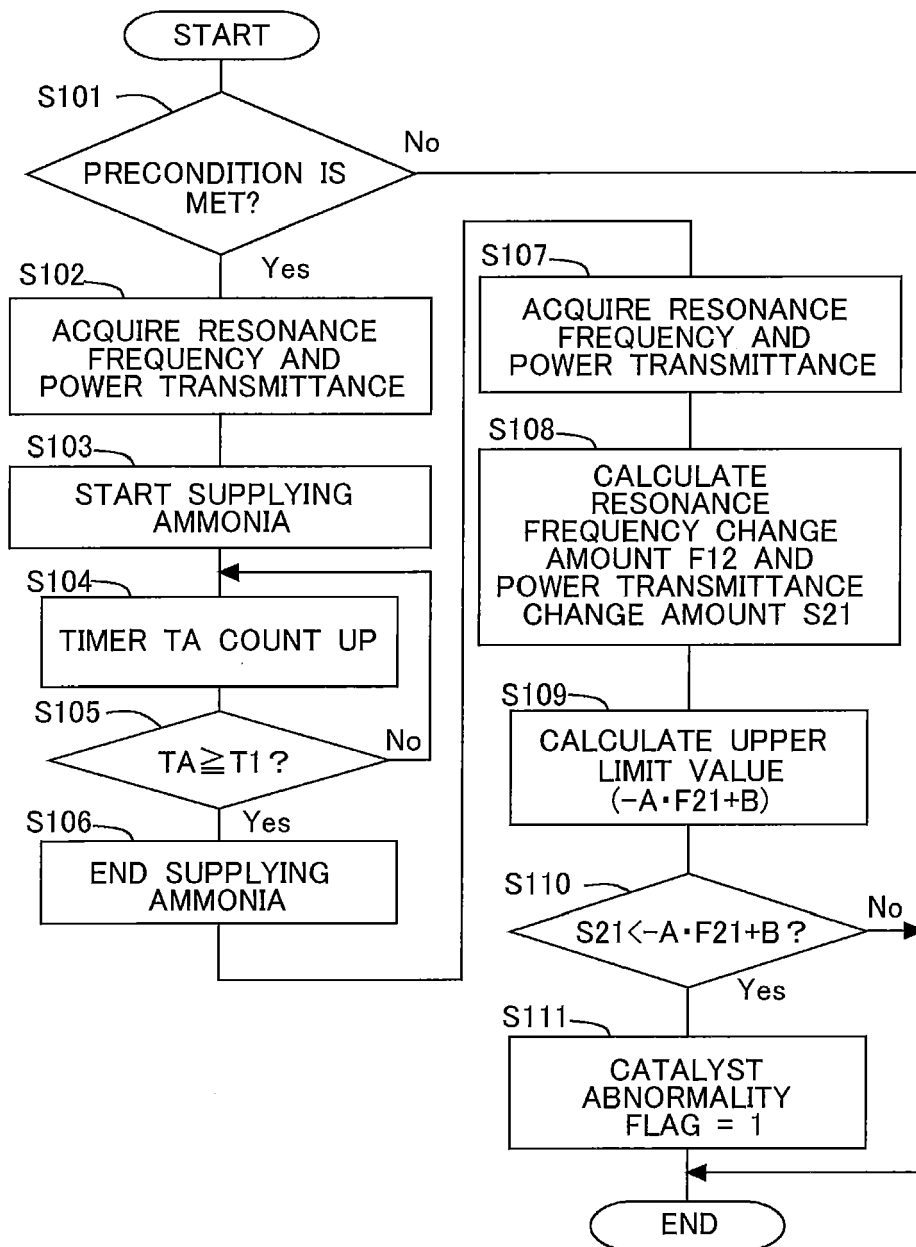 START
S101
No
PRECONDITION IS
MET?
Yes
S102
ACQUIRE RESONANCE
FREQUENCY AND
POWER TRANSMITTANCE
S103
START SUPPLYING
AMMONIA
S104
TIMER TA COUNT UP
S105
TA≧T1?
No
Yes
S106
END SUPPLYING
AMMONIA
S107
ACQUIRE RESONANCE
FREQUENCY AND
POWER TRANSMITTANCE
S108
CALCULATE
RESONANCE
FREQUENCY CHANGE
AMOUNT F12 AND
POWER TRANSMITTANCE
CHANGE AMOUNT S21
S109
CALCULATE UPPER
LIMIT VALUE
(-A・F21+B)
S110
S21<-A・F21+B?
No
Yes
S111
CATALYST
ABNORMALITY
FLAG = 1
END